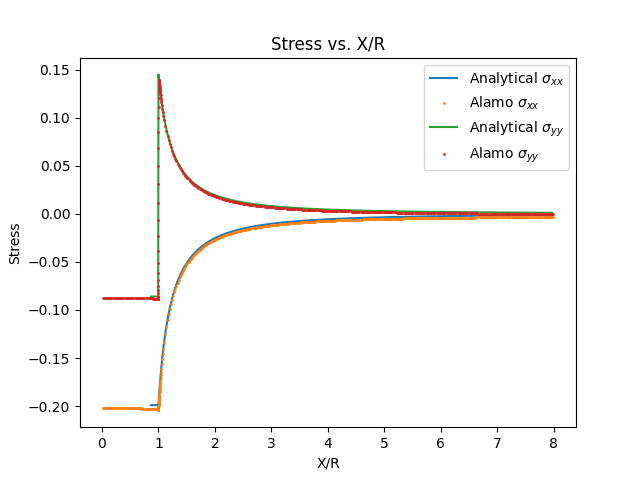 Stress vs. X/R
Analytical σxx
Alamo σxx
Analytical σyy
Alamo σyy
Stress
0.15
0.10
0.05
0.00
−0.05
−0.10
−0.15
−0.20
0 1 2 3 4 5 6 7 8
X/R